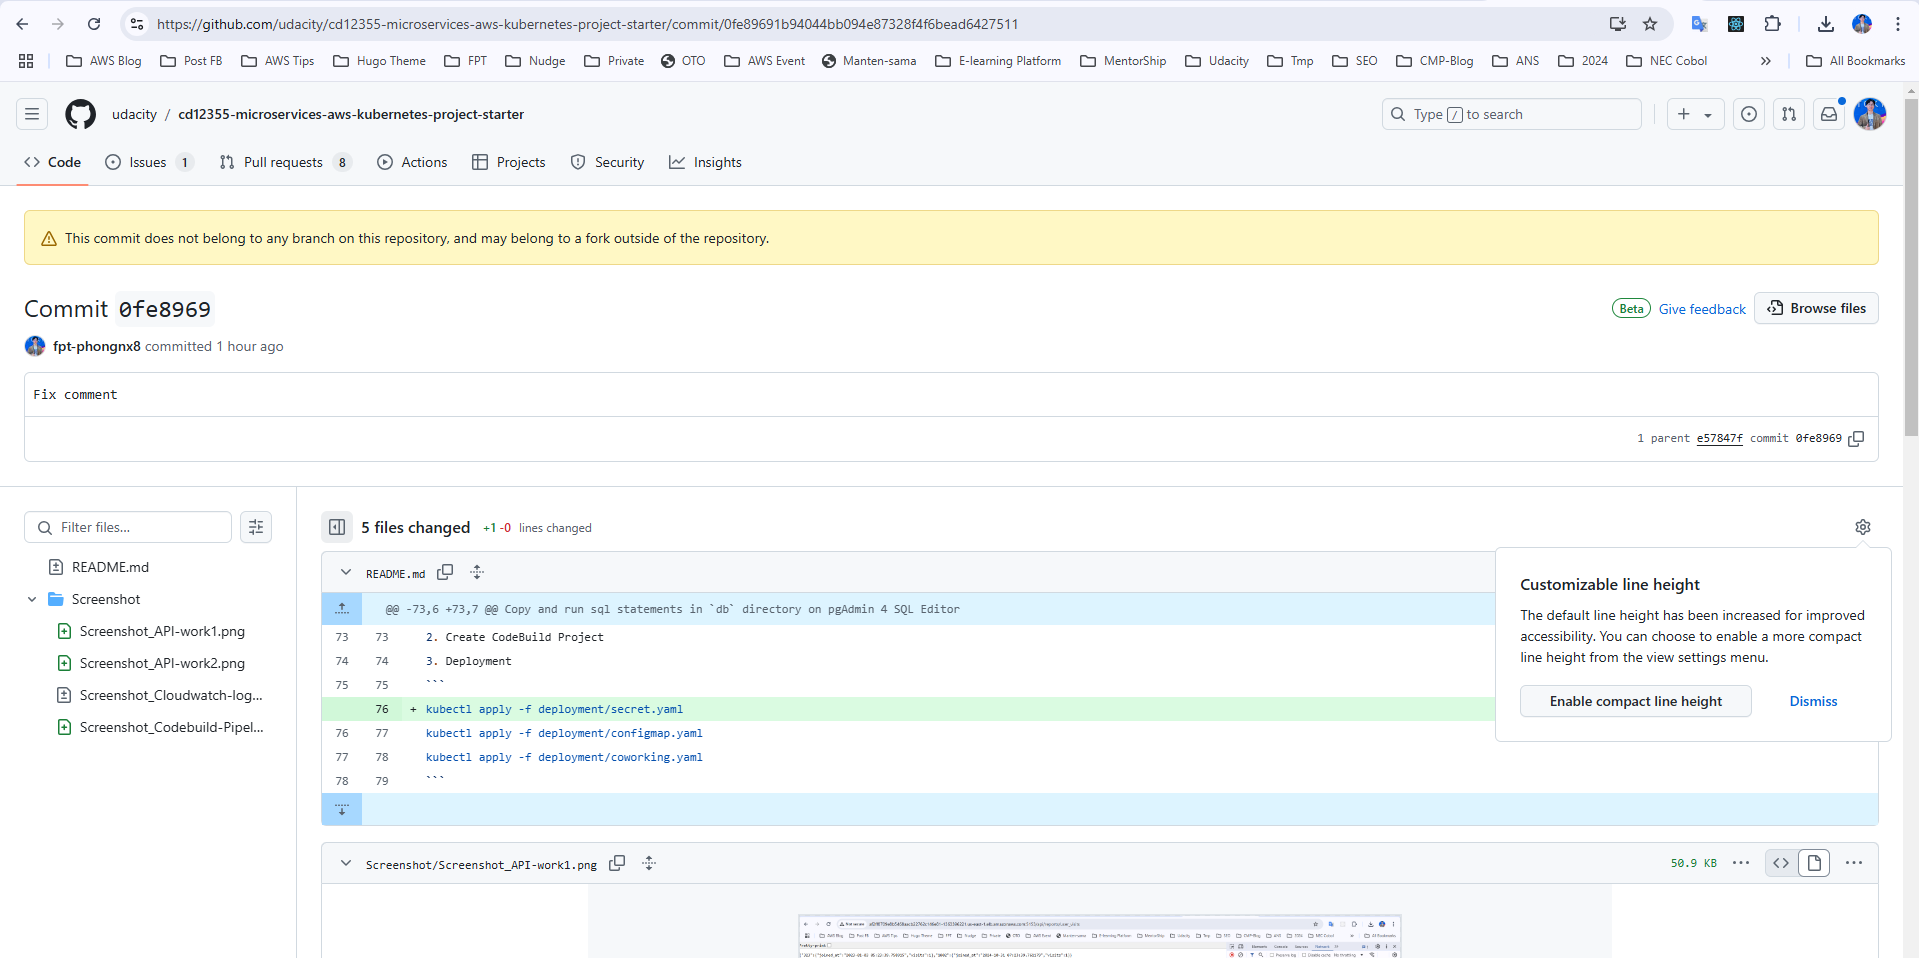 https://github.com/udacity/cd12355-microservices-aws-kubernetes-project-starter/commit/0fe89691b94044bb094e87328f4f6bead6427511
AWS Blog Post FB AWS Tips Hugo Theme FPT Nudge Private OTO AWS Event Manten-sama E-learning Platform MentorShip Udacity Tmp SEO CMP-Blog ANS 2024 NEC Cobol » All Bookmarks
udacity / cd12355-microservices-aws-kubernetes-project-starter Type / to search
Code Issues 1 Pull requests 8 Actions Projects Security Insights
This commit does not belong to any branch on this repository, and may belong to a fork outside of the repository.
Commit 0fe8969 Beta Give feedback Browse files
fpt-phongnx8 committed 1 hour ago
Fix comment
1 parent e57847f commit 0fe8969
Filter files...
README.md
Screenshot
Screenshot_API-work1.png
Screenshot_API-work2.png
Screenshot_Cloudwatch-log...
Screenshot_Codebuild-Pipel...
5 files changed +1 -0 lines changed
README.md
@@ -73,6 +73,7 @@ Copy and run sql statements in `db` directory on pgAdmin 4 SQL Editor
73 73 2. Create CodeBuild Project
74 74 3. Deployment
75 75 ```
76 + kubectl apply -f deployment/secret.yaml
76 77 kubectl apply -f deployment/configmap.yaml
77 78 kubectl apply -f deployment/coworking.yaml
78 79 ```
Customizable line height
The default line height has been increased for improved
accessibility. You can choose to enable a more compact
line height from the view settings menu.
Enable compact line height Dismiss
Screenshot/Screenshot_API-work1.png 50.9 KB